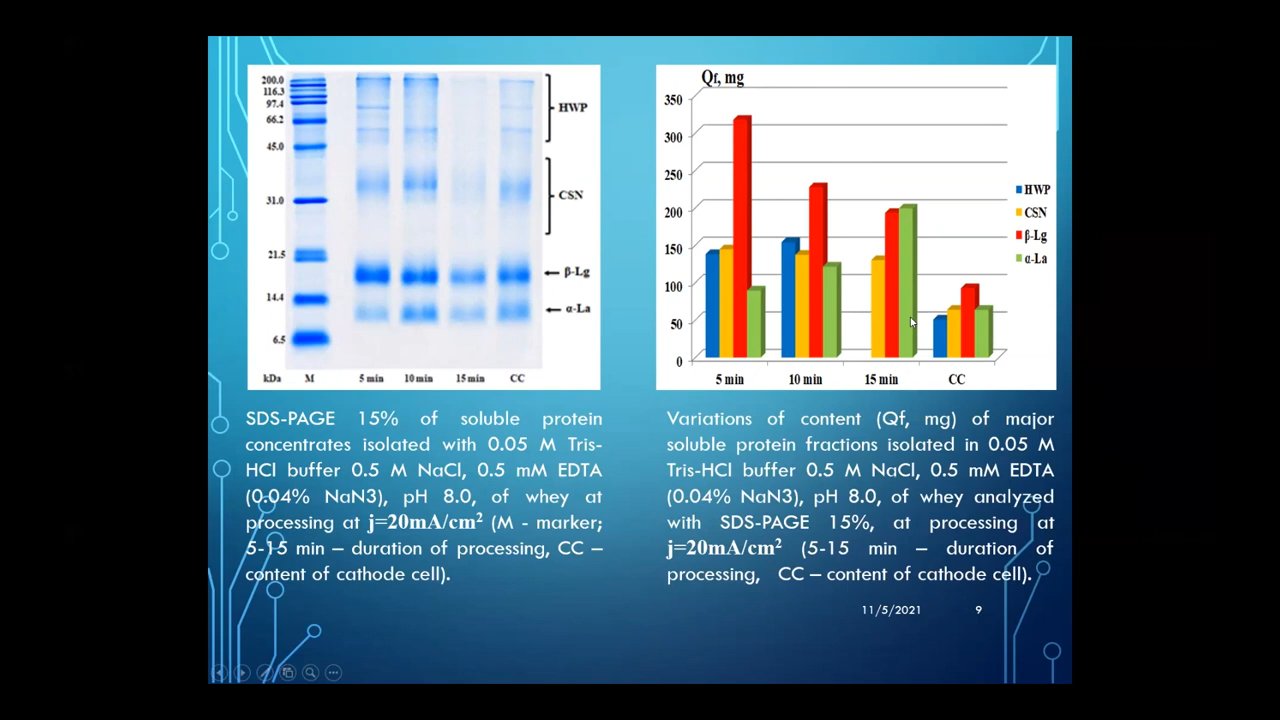 200.0
116.3
97.4
66.2
45.0
31.0
21.5
14.4
6.5
HWP
CSN
β-Lg
α-La
kDa M 5 min 10 min 15 min CC
SDS-PAGE 15% of soluble protein
concentrates isolated with 0.05 M Tris-
HCl buffer 0.5 M NaCl, 0.5 mM EDTA
(0.04% NaN3), pH 8.0, of whey at
processing at j=20mA/cm² (M - marker;
5-15 min – duration of processing, CC –
content of cathode cell).
Qf, mg
350
300
250
200
150
100
50
0
5 min 10 min 15 min CC
HWP
CSN
β-Lg
α-La
Variations of content (Qf, mg) of major
soluble protein fractions isolated in 0.05 M
Tris-HCl buffer 0.5 M NaCl, 0.5 mM EDTA
(0.04% NaN3), pH 8.0, of whey analyzed
with SDS-PAGE 15%, at processing at
j=20mA/cm² (5-15 min – duration of
processing, CC – content of cathode cell).
11/5/2021 9